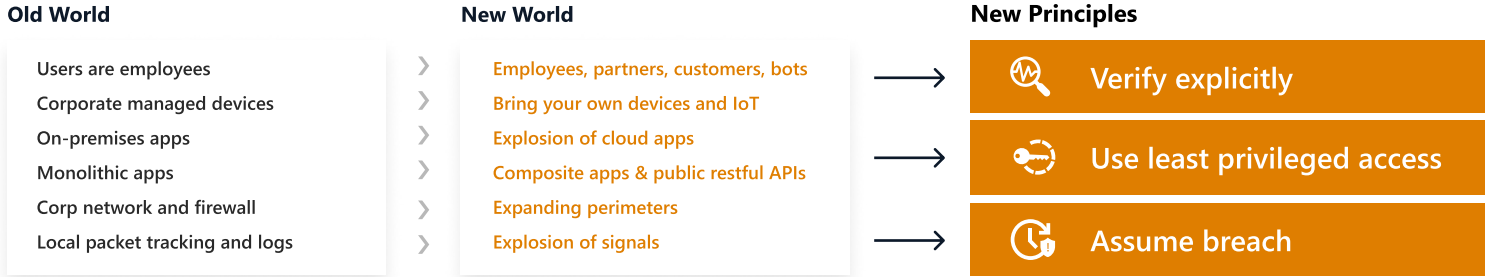 Old World
Users are employees
Corporate managed devices
On-premises apps
Monolithic apps
Corp network and firewall
Local packet tracking and logs
New World
Employees, partners, customers, bots
Bring your own devices and IoT
Explosion of cloud apps
Composite apps & public restful APIs
Expanding perimeters
Explosion of signals
New Principles
Verify explicitly
Use least privileged access
Assume breach